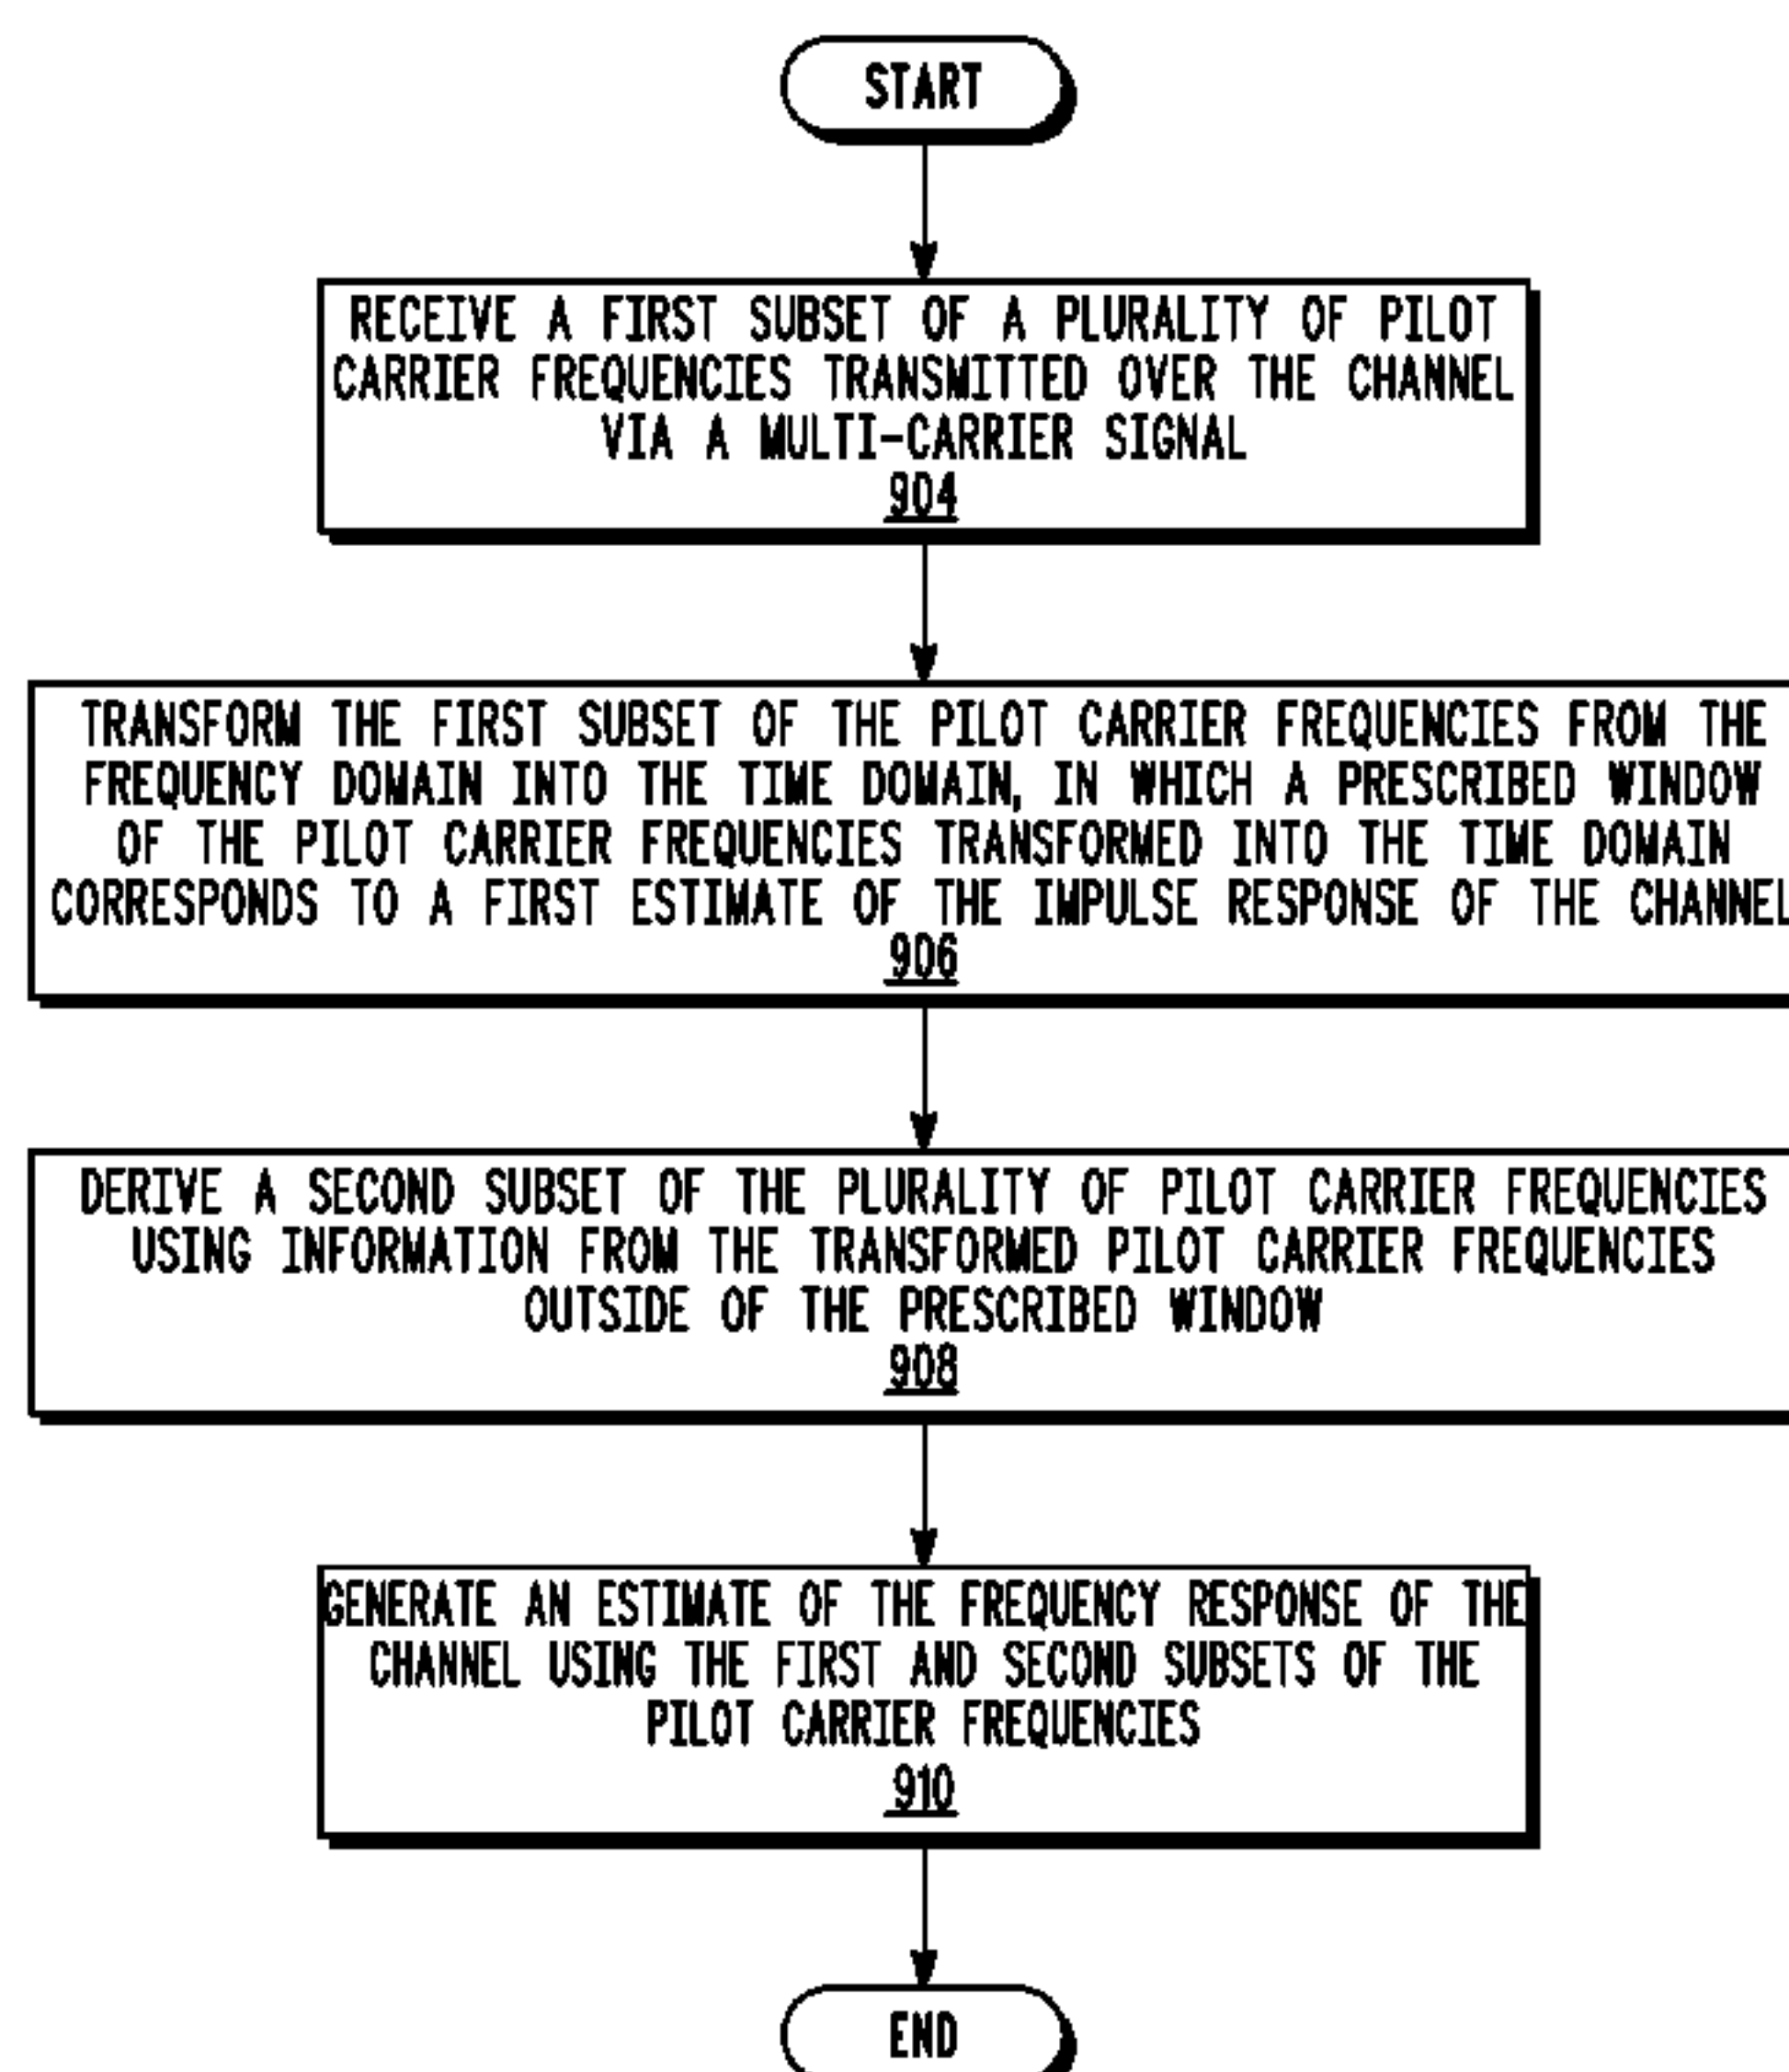 START
RECEIVE A FIRST SUBSET OF A PLURALITY OF PILOT
CARRIER FREQUENCIES TRANSMITTED OVER THE CHANNEL
VIA A MULTI-CARRIER SIGNAL
904
TRANSFORM THE FIRST SUBSET OF THE PILOT CARRIER FREQUENCIES FROM THE
FREQUENCY DOMAIN INTO THE TIME DOMAIN, IN WHICH A PRESCRIBED WINDOW
OF THE PILOT CARRIER FREQUENCIES TRANSFORMED INTO THE TIME DOMAIN
CORRESPONDS TO A FIRST ESTIMATE OF THE IMPULSE RESPONSE OF THE CHANNEL
906
DERIVE A SECOND SUBSET OF THE PLURALITY OF PILOT CARRIER FREQUENCIES
USING INFORMATION FROM THE TRANSFORMED PILOT CARRIER FREQUENCIES
OUTSIDE OF THE PRESCRIBED WINDOW
908
GENERATE AN ESTIMATE OF THE FREQUENCY RESPONSE OF THE
CHANNEL USING THE FIRST AND SECOND SUBSETS OF THE
PILOT CARRIER FREQUENCIES
910
END